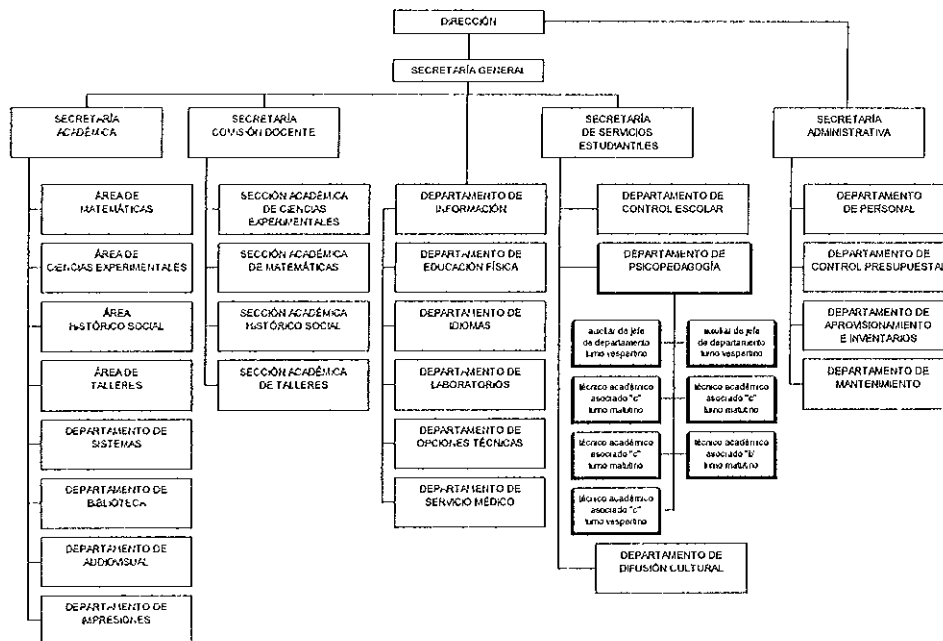 DIRECCIÓN
SECRETARÍA GENERAL
SECRETARÍA
ACADÉMICA
SECRETARÍA
COMISIÓN DOCENTE
SECRETARÍA
DE SERVICIOS
ESTUDIANTILES
SECRETARÍA
ADMINISTRATIVA
ÁREA DE
MATEMÁTICAS
ÁREA DE
CIENCIAS EXPERIMENTALES
ÁREA
HISTÓRICO SOCIAL
ÁREA DE
TALLERES
DEPARTAMENTO DE
SISTEMAS
DEPARTAMENTO DE
BIBLIOTECA
DEPARTAMENTO DE
AUDIOVISUAL
DEPARTAMENTO DE
IMPRESIONES
SECCIÓN ACADÉMICA
DE CIENCIAS
EXPERIMENTALES
SECCIÓN ACADÉMICA
DE MATEMÁTICAS
SECCIÓN ACADÉMICA
HISTÓRICO SOCIAL
SECCIÓN ACADÉMICA
DE TALLERES
DEPARTAMENTO DE
INFORMACIÓN
DEPARTAMENTO DE
EDUCACIÓN FÍSICA
DEPARTAMENTO DE
IDIOMAS
DEPARTAMENTO DE
LABORATORIOS
DEPARTAMENTO DE
OPCIONES TÉCNICAS
DEPARTAMENTO DE
SERVICIO MÉDICO
DEPARTAMENTO DE
CONTROL ESCOLAR
DEPARTAMENTO DE
PSICOPEDAGOGÍA
auxiliar de jefe
de departamento
turno vespertino
auxiliar de jefe
de departamento
turno vespertino
técnico académico
asociado "c"
turno matutino
técnico académico
asociado "c"
turno matutino
técnico académico
asociado "c"
turno matutino
técnico académico
asociado "b"
turno matutino
técnico académico
asociado "c"
turno vespertino
DEPARTAMENTO DE
DIFUSIÓN CULTURAL
DEPARTAMENTO
DE PERSONAL
DEPARTAMENTO DE
CONTROL PRESUPUESTAL
DEPARTAMENTO DE
APROVISIONAMIENTO
E INVENTARIOS
DEPARTAMENTO DE
MANTENIMIENTO